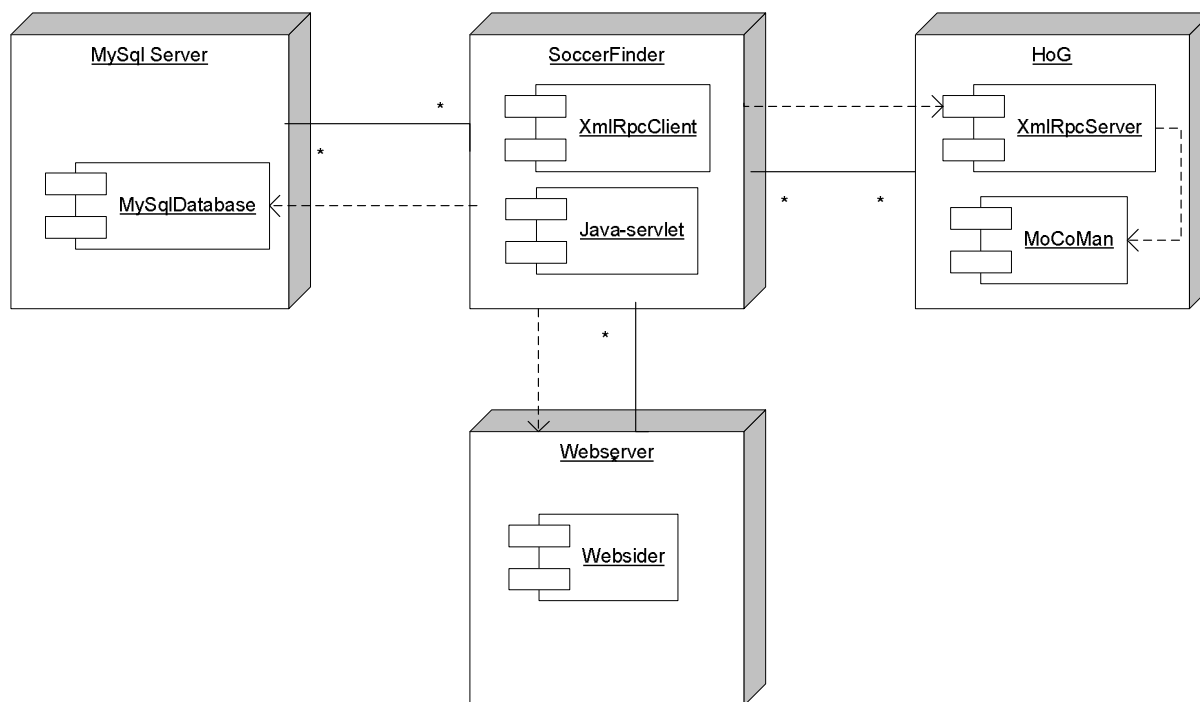 MySql Server
*
*
MySqlDatabase
SoccerFinder
XmlRpcClient
Java-servlet
*
*
*
HoG
XmlRpcServer
MoCoMan
Webserver
*
Websider